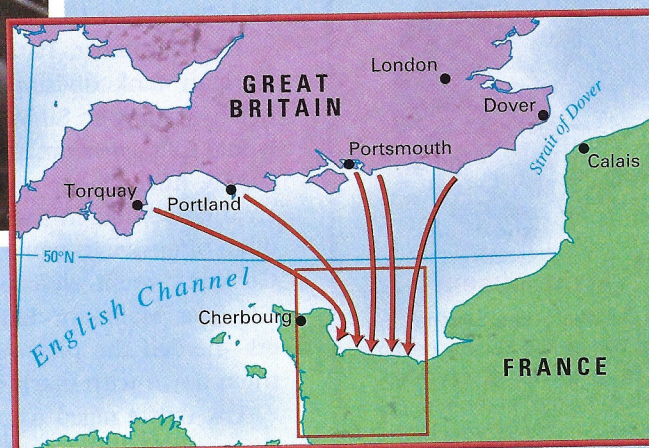 London
GREAT
BRITAIN
Dover
Strait of Dover
Portsmouth
Calais
Torquay
Portland
50°N
English Channel
Cherbourg
FRANCE